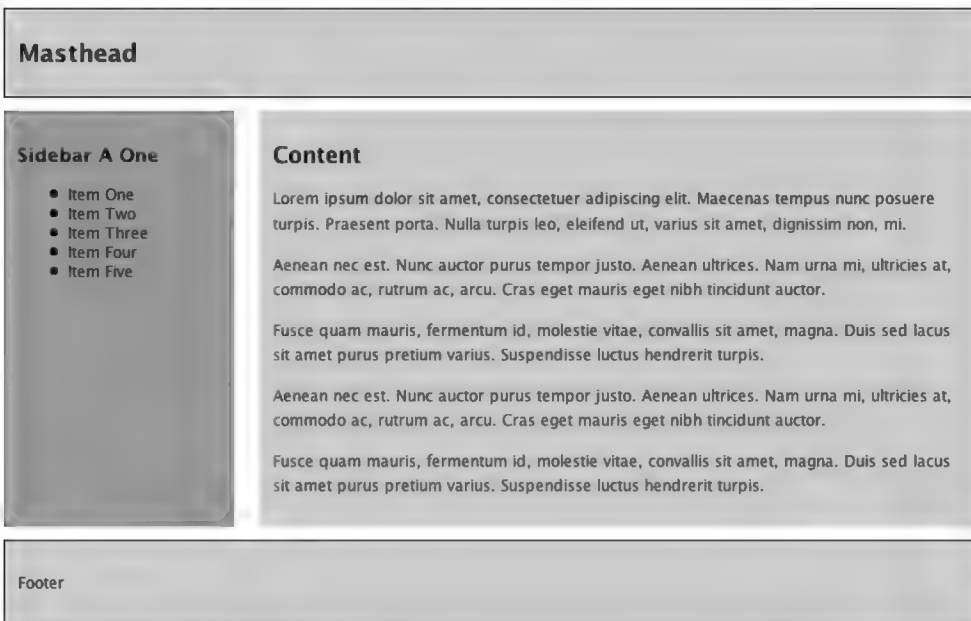 Masthead
Sidebar A One
Item One
Item Two
Item Three
Item Four
Item Five
Content
Lorem ipsum dolor sit amet, consectetuer adipiscing elit. Maecenas tempus nunc posuere
turpis. Praesent porta. Nulla turpis leo, eleifend ut, varius sit amet, dignissim non, mi.
Aenean nec est. Nunc auctor purus tempor justo. Aenean ultrices. Nam urna mi, ultricies at,
commodo ac, rutrum ac, arcu. Cras eget mauris eget nibh tincidunt auctor.
Fusce quam mauris, fermentum id, molestie vitae, convallis sit amet, magna. Duis sed lacus
sit amet purus pretium varius. Suspendisse luctus hendrerit turpis.
Aenean nec est. Nunc auctor purus tempor justo. Aenean ultrices. Nam urna mi, ultricies at,
commodo ac, rutrum ac, arcu. Cras eget mauris eget nibh tincidunt auctor.
Fusce quam mauris, fermentum id, molestie vitae, convallis sit amet, magna. Duis sed lacus
sit amet purus pretium varius. Suspendisse luctus hendrerit turpis.
Footer